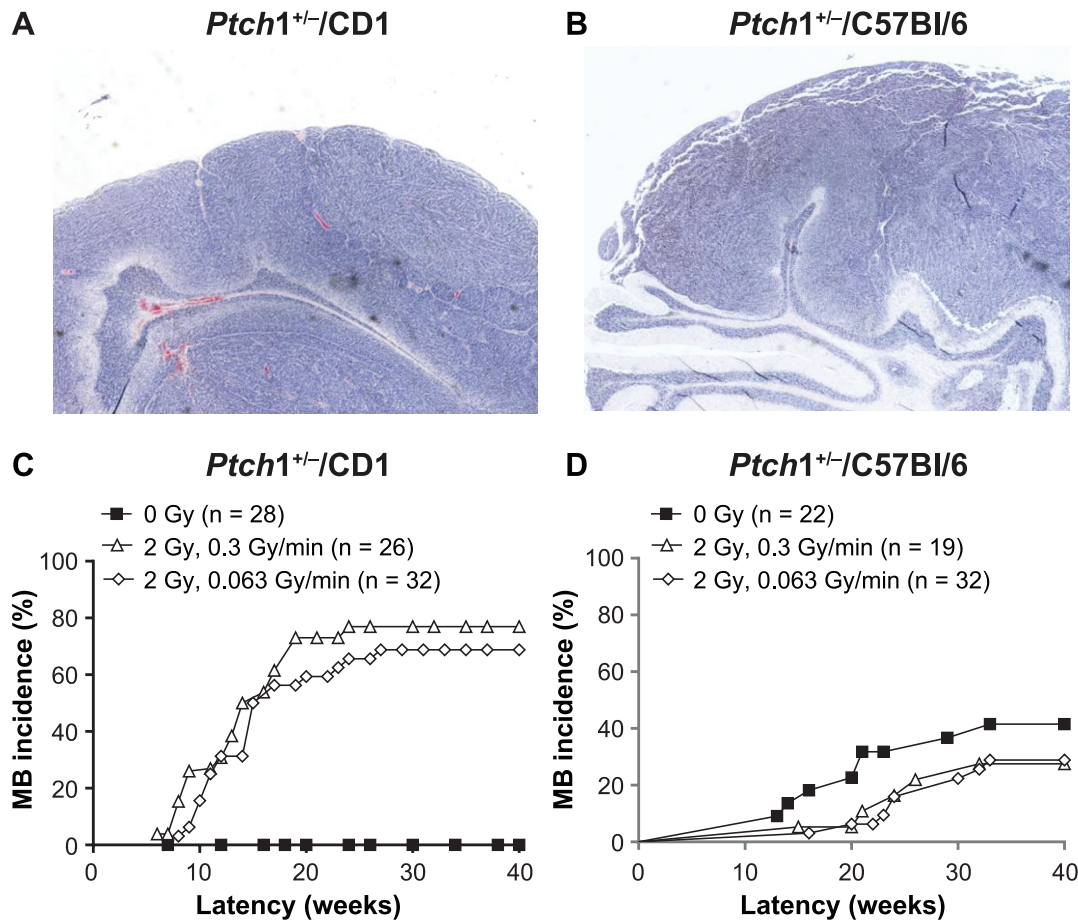 A Ptch1+/–/CD1
B Ptch1+/–/C57Bl/6
C Ptch1+/–/CD1
0 Gy (n = 28)
2 Gy, 0.3 Gy/min (n = 26)
2 Gy, 0.063 Gy/min (n = 32)
MB incidence (%)
100
80
60
40
20
0
0 10 20 30 40
Latency (weeks)
D Ptch1+/–/C57Bl/6
0 Gy (n = 22)
2 Gy, 0.3 Gy/min (n = 19)
2 Gy, 0.063 Gy/min (n = 32)
MB incidence (%)
100
80
60
40
20
0
0 10 20 30 40
Latency (weeks)